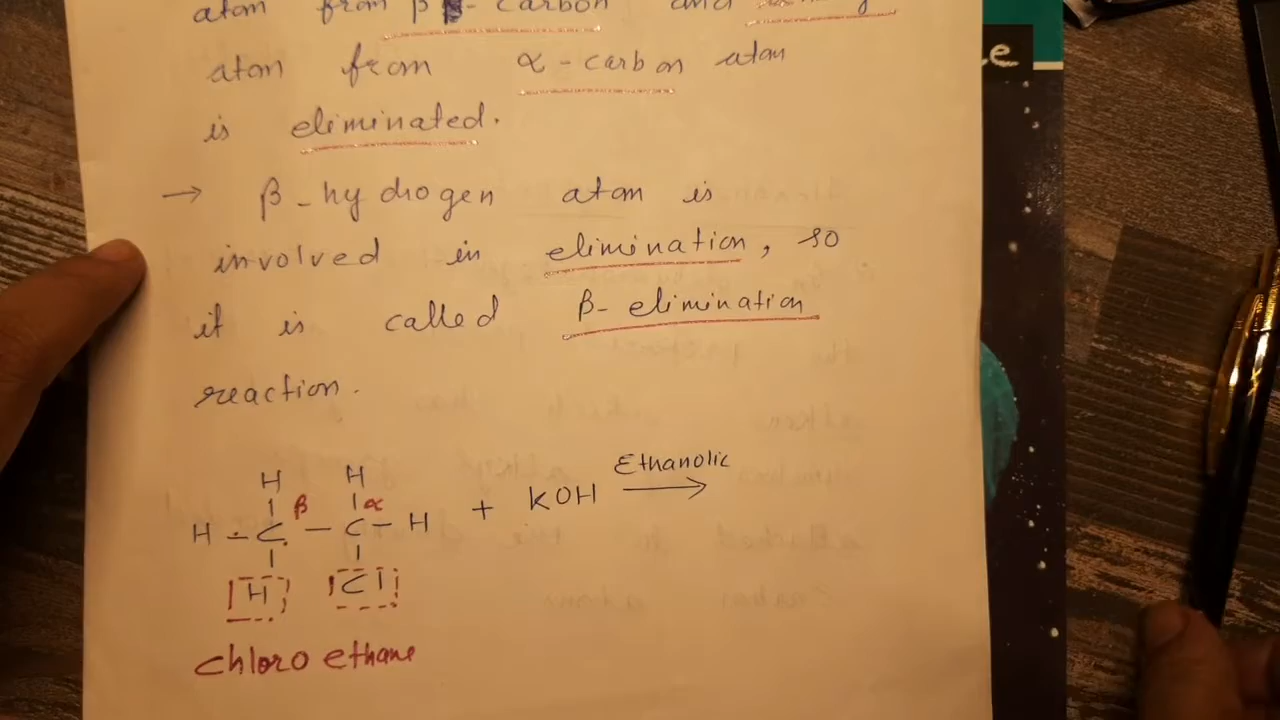 atom from β - carbon and
atom from α - carbon atom
is eliminated.
→ β - hydrogen atom is
involved in elimination, so
it is called β- elimination
reaction.
H H
β α
H - C - C - H + KOH Ethanolic →
H Cl
chloro ethane